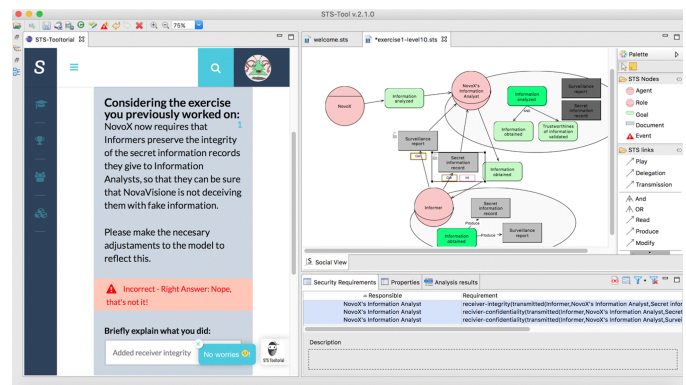 STS-Tool v.2.1.0
75%
STS-Tooltorial
welcome.sts
*exercise1-level10.sts
S
Considering the exercise
you previously worked on:
NovoX now requires that
Informers preserve the integrity
of the secret information records
they give to Information
Analysts, so that they can be sure
that NovaVisione is not deceiving
them with fake information.
Please make the necesary
adjustaments to the model to
reflect this.
Incorrect - Right Answer: Nope,
that's not it!
Briefly explain what you did:
Added receiver integrity
No worries
STS Tooltorial
NovoX
Information
analyzed
NovoX's
Information
Analyst
Information
analyzed
Surveillance
report
Secret
information
record
AND
Information
obtained
Trustworthiness
of information
validated
Surveillance
report
Secret
information
record
Information
obtained
Informer
Information
obtained
Produce
Secret
information
record
Produce
Surveillance
report
Social View
Palette
STS Nodes
Agent
Role
Goal
Document
Event
STS links
Play
Delegation
Transmission
And
OR
Read
Produce
Modify
Security Requirements
Properties
Analysis results
Responsible
Requirement
NovoX's Information Analyst
receiver-integrity(transmitted(Informer,NovoX's Information Analyst,Secret infor
NovoX's Information Analyst
recivier-confidentiality(transmitted(Informer,NovoX's Information Analyst,Secret
NovoX's Information Analyst
recivier-confidentiality(transmitted(Informer,NovoX's Information Analyst,Survei
Description